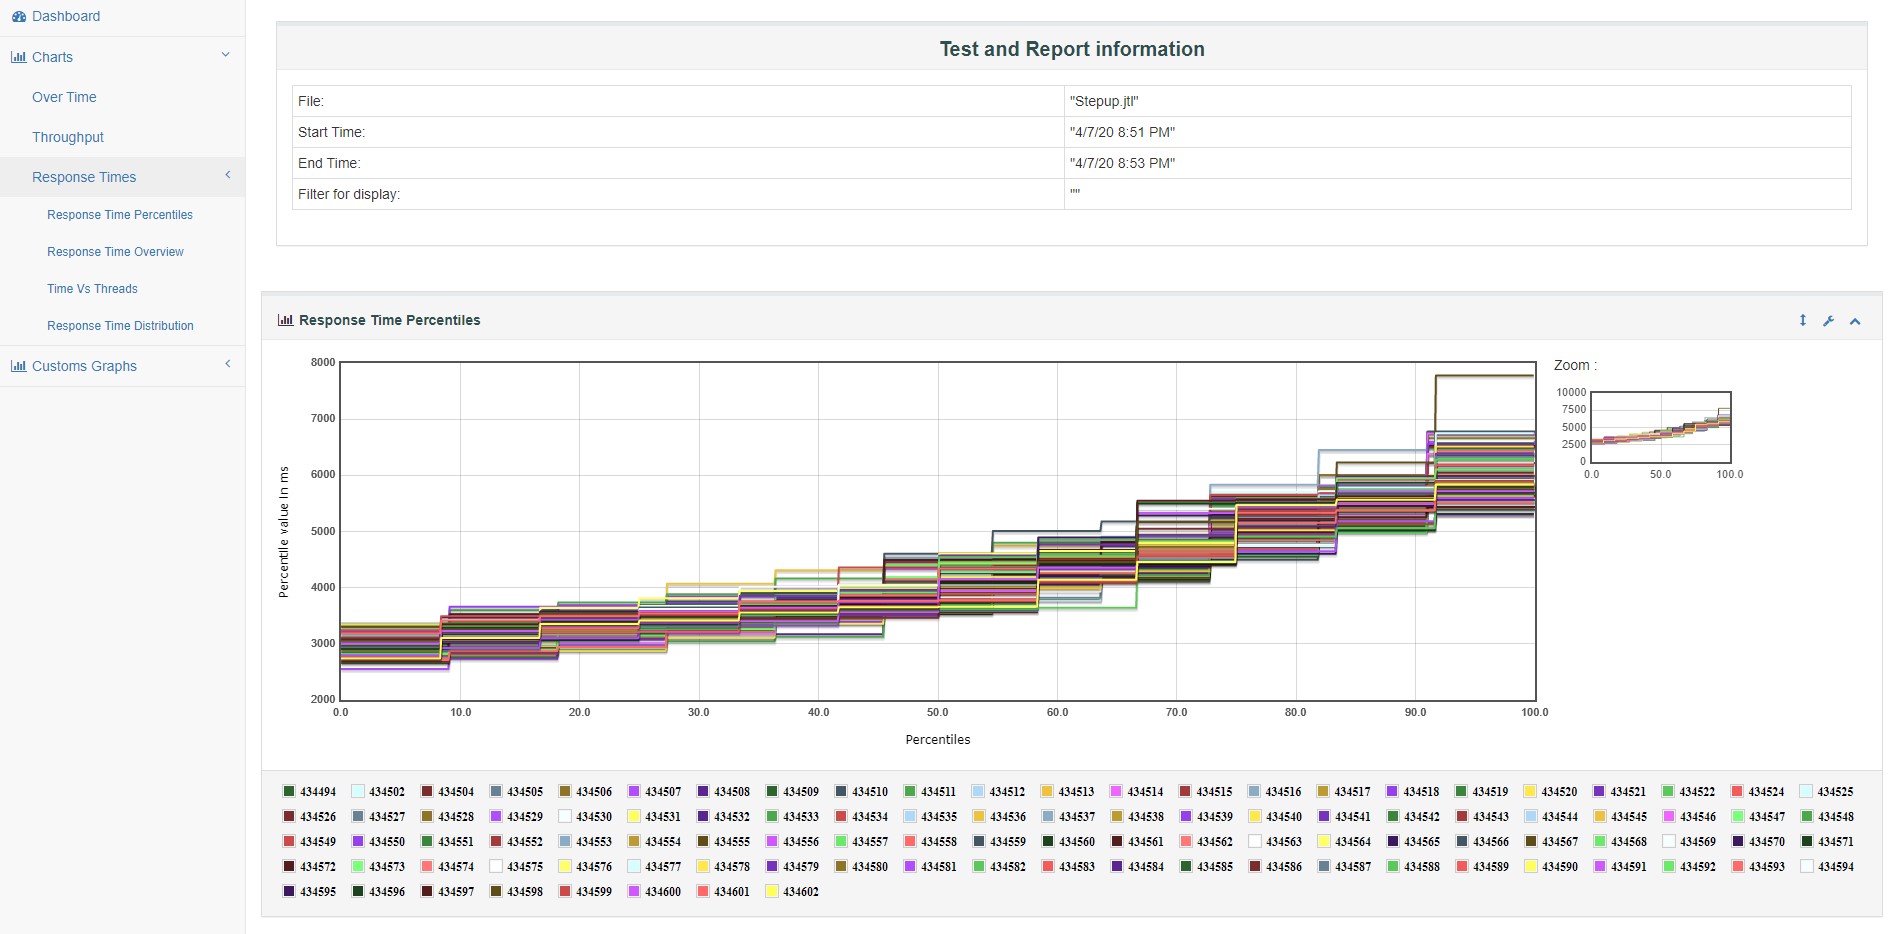 Dashboard
Charts
Over Time
Throughput
Response Times
Response Time Percentiles
Response Time Overview
Time Vs Threads
Response Time Distribution
Customs Graphs
Test and Report information
File: "Stepup.jtl"
Start Time: "4/7/20 8:51 PM"
End Time: "4/7/20 8:53 PM"
Filter for display: ""
Response Time Percentiles
Percentile value in ms
8000
7000
6000
5000
4000
3000
2000
0.0 10.0 20.0 30.0 40.0 50.0 60.0 70.0 80.0 90.0 100.0
Percentiles
Zoom :
10000
7500
5000
2500
0
0.0 50.0 100.0
434494 434502 434504 434505 434506 434507 434508 434509 434510 434511 434512 434513 434514 434515 434516 434517 434518 434519 434520 434521 434522 434524 434525
434526 434527 434528 434529 434530 434531 434532 434533 434534 434535 434536 434537 434538 434539 434540 434541 434542 434543 434544 434545 434546 434547 434548
434549 434550 434551 434552 434553 434554 434555 434556 434557 434558 434559 434560 434561 434562 434563 434564 434565 434566 434567 434568 434569 434570 434571
434572 434573 434574 434575 434576 434577 434578 434579 434580 434581 434582 434583 434584 434585 434586 434587 434588 434589 434590 434591 434592 434593 434594
434595 434596 434597 434598 434599 434600 434601 434602